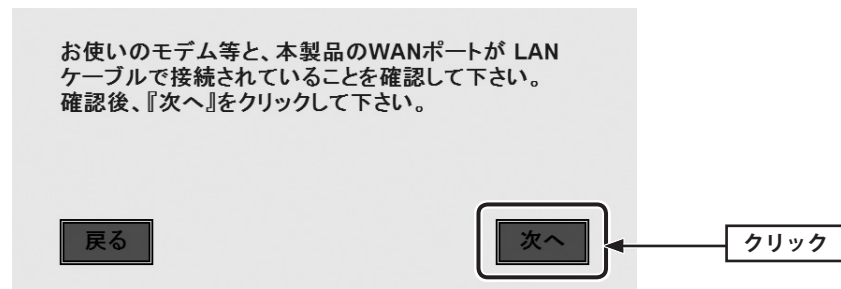 お使いのモデム等と、本製品のWANポートが LAN
ケーブルで接続されていることを確認して下さい。
確認後、『次へ』をクリックして下さい。
戻る
次へ
クリック